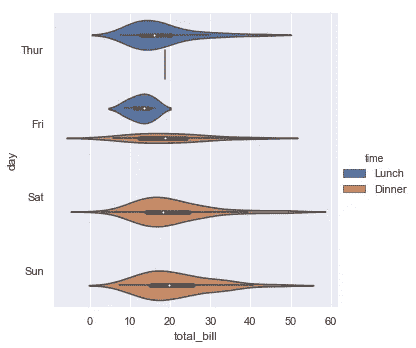 Thur
Fri
Sat
Sun
day
0 10 20 30 40 50 60
total_bill
time
Lunch
Dinner